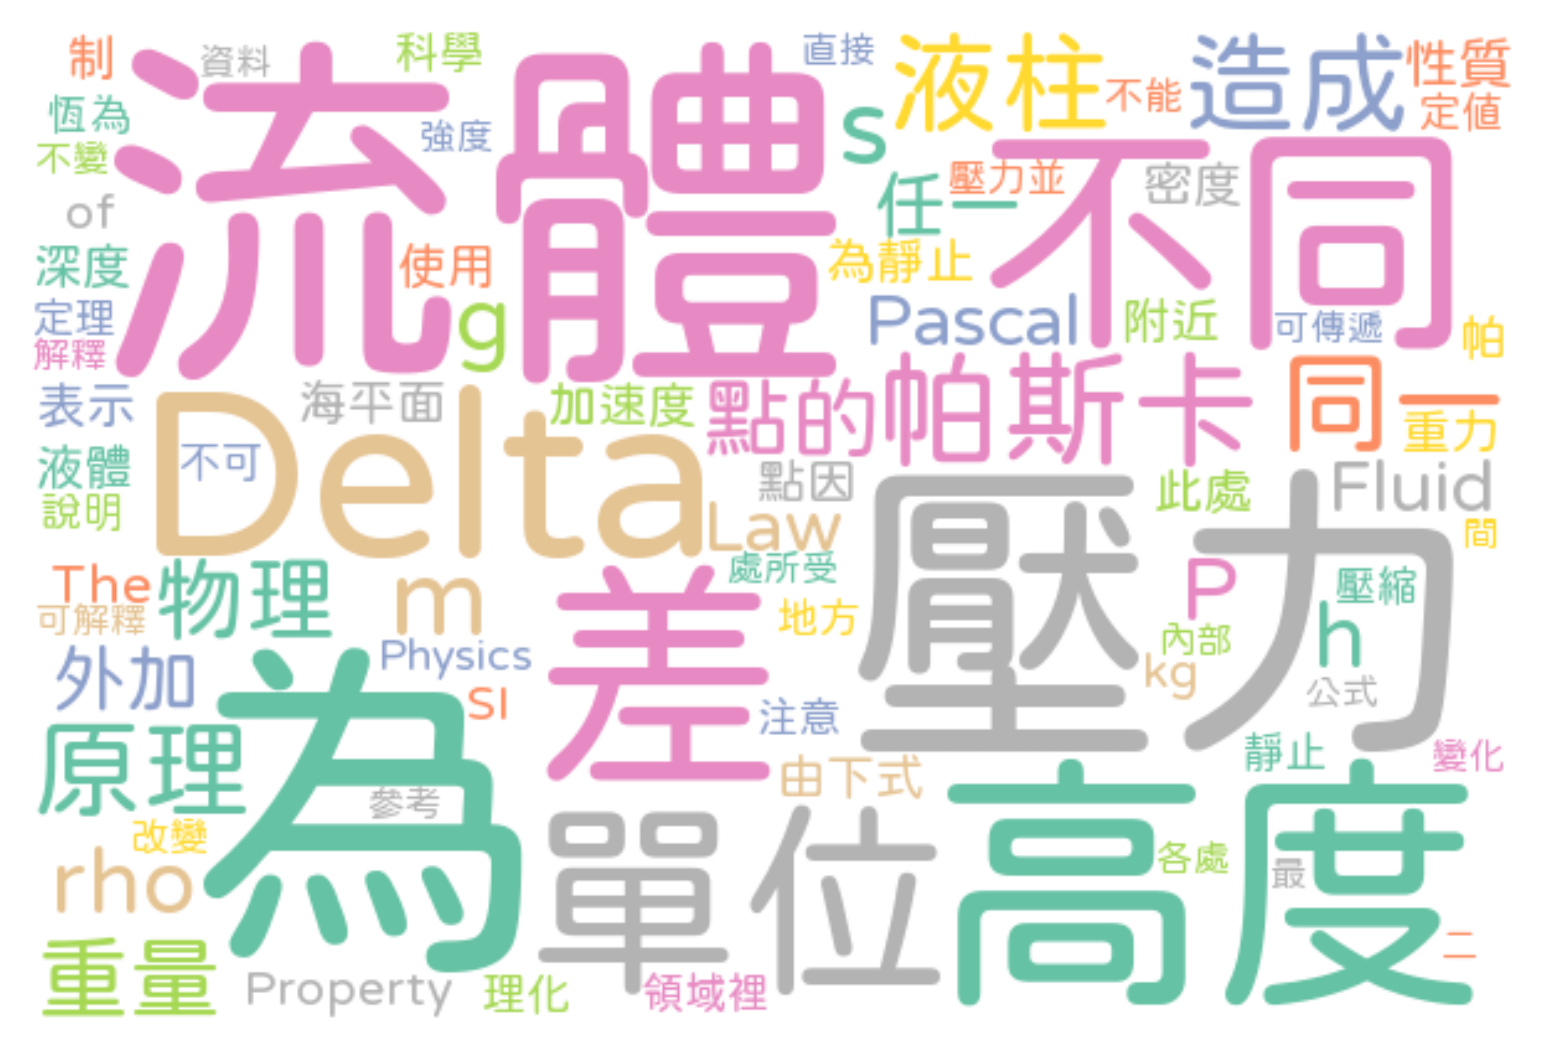 制
資料
科學
直接
液柱
不能
造成
性質
恆為
流體
強度
s
定值
不變
任一
壓力並
不同
密度
of
深度
使用
g
為靜止
定理
Pascal
附近
可傳遞
帕
解釋
表示
Delta
海平面
加速度
點的
帕斯卡
同一
重力
液體
不可
點因
此處
Fluid
說明
Law
壓力
間
The
物理
m
差
處所受
P
壓縮
可解釋
地方
內部
h
外加
Physics
kg
SI
公式
原理
為
注意
靜止
變化
參考
由下式
高度
改變
單位
各處
最
rho
重量
二
Property
理化
領域裡